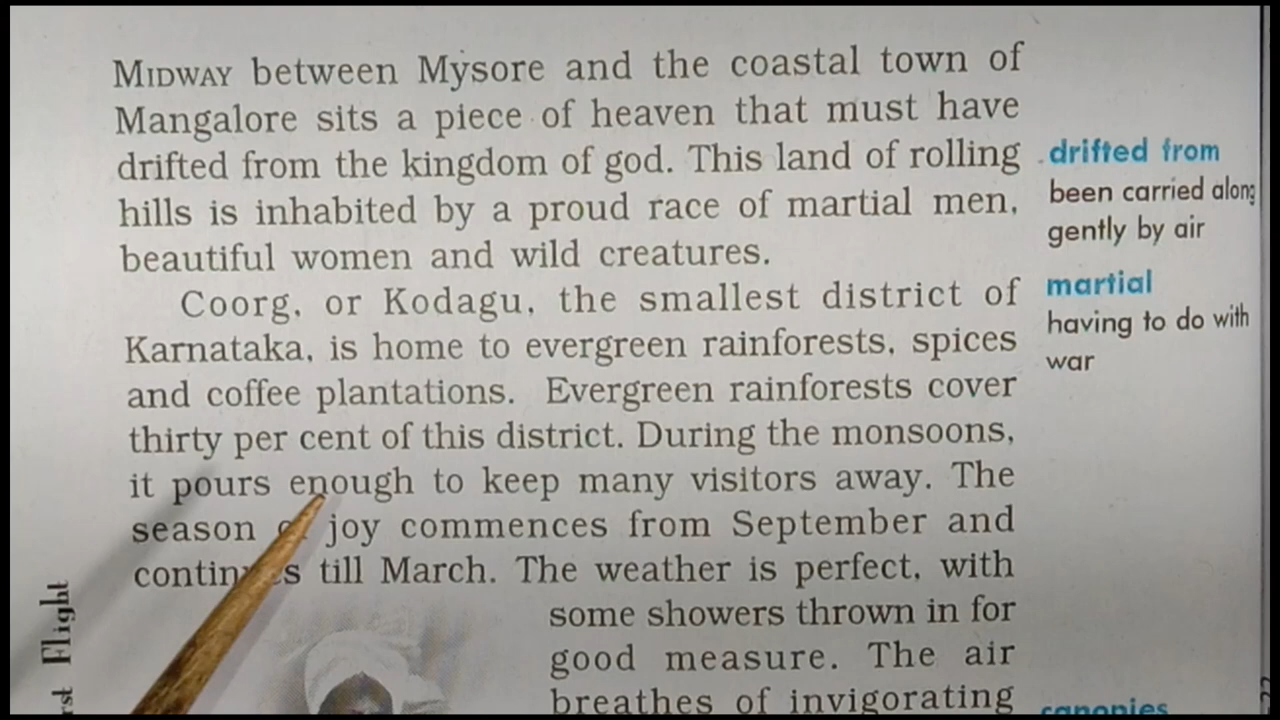 MIDWAY between Mysore and the coastal town of
Mangalore sits a piece of heaven that must have
drifted from the kingdom of god. This land of rolling
hills is inhabited by a proud race of martial men,
beautiful women and wild creatures.
Coorg, or Kodagu, the smallest district of
Karnataka, is home to evergreen rainforests, spices
and coffee plantations. Evergreen rainforests cover
thirty per cent of this district. During the monsoons,
it pours enough to keep many visitors away. The
season joy commences from September and
till March. The weather is perfect, with
some showers thrown in for
good measure. The air
breathes of invigorating
drifted from
been carried along
gently by air
martial
having to do with
war
canopies
Flight